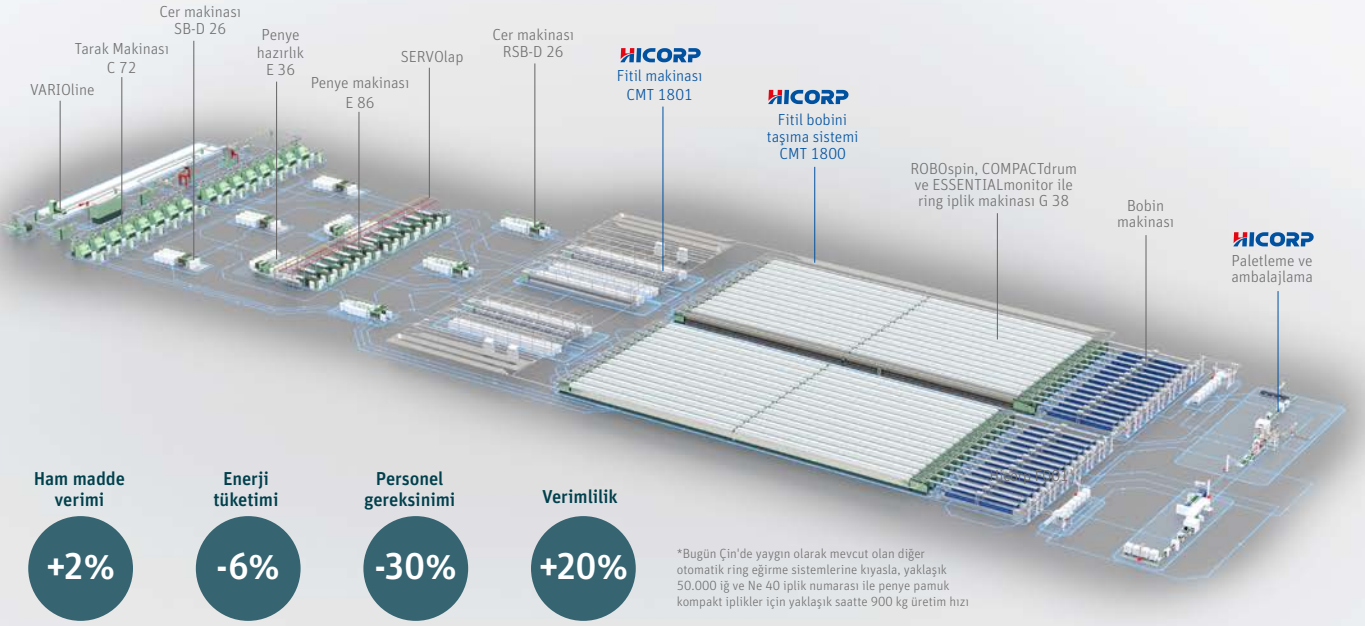 VARIOline
Tarak Makinası
C 72
Cer makinası
SB-D 26
Penye
hazırlık
E 36
Penye makinası
E 86
SERVOlap
Cer makinası
RSB-D 26
HICORP
Fitil makinası
CMT 1801
HICORP
Fitil bobini
taşıma sistemi
CMT 1800
ROBOspin, COMPACTdrum
ve ESSENTIALmonitor ile
ring iplik makinası G 38
Bobin
makinası
HICORP
Paletleme ve
ambalajlama
Ham madde
verimi
+2%
Enerji
tüketimi
-6%
Personel
gereksinimi
-30%
Verimlilik
+20%
*Bugün Çin'de yaygın olarak mevcut olan diğer
otomatik ring eğirme sistemlerine kıyasla, yaklaşık
50.000 iğ ve Ne 40 iplik numarası ile penye pamuk
kompakt iplikler için yaklaşık saatte 900 kg üretim hızı